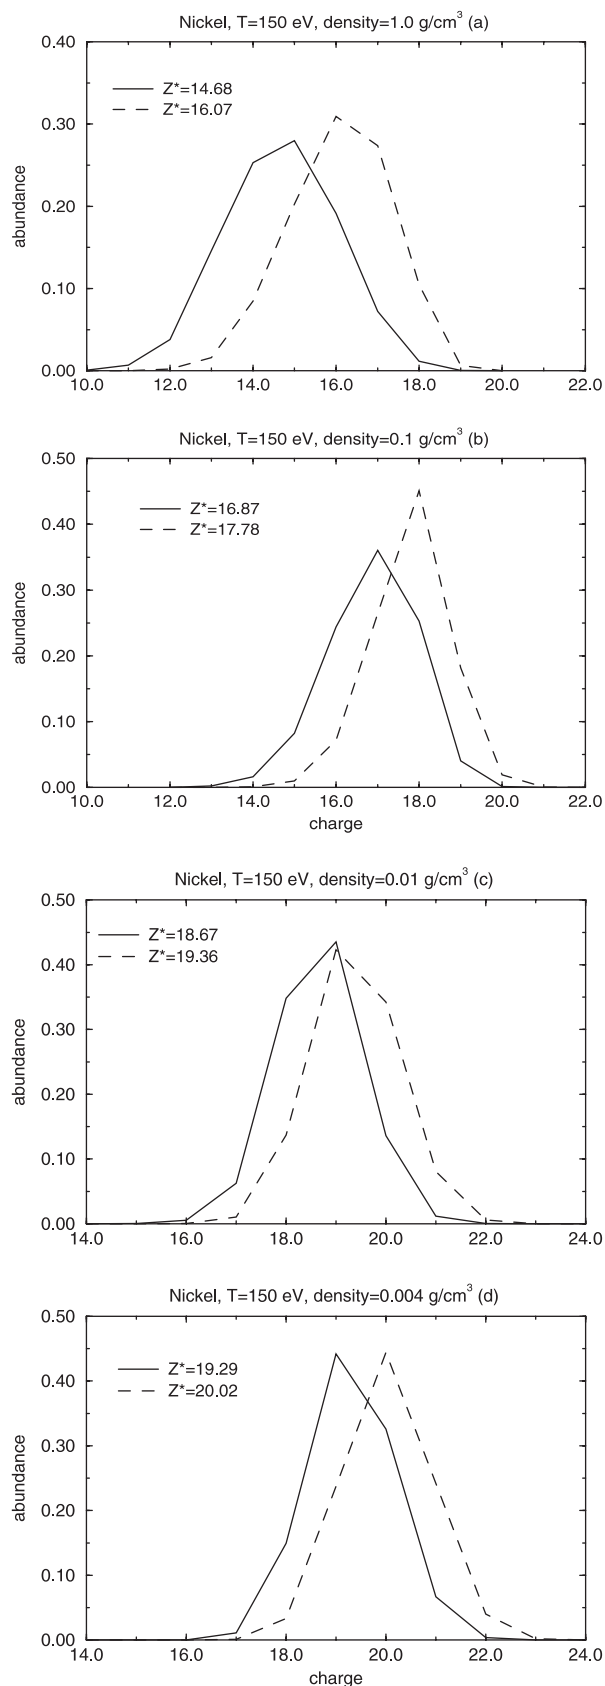 Nickel, T=150 eV, density=1.0 g/cm³ (a)
0.40
Z*=14.68
Z*=16.07
0.30
abundance
0.20
0.10
0.00
10.0 12.0 14.0 16.0 18.0 20.0 22.0
Nickel, T=150 eV, density=0.1 g/cm³ (b)
0.50
Z*=16.87
Z*=17.78
0.40
0.30
abundance
0.20
0.10
0.00
10.0 12.0 14.0 16.0 18.0 20.0 22.0
charge
Nickel, T=150 eV, density=0.01 g/cm³ (c)
0.50
Z*=18.67
Z*=19.36
0.40
0.30
abundance
0.20
0.10
0.00
14.0 16.0 18.0 20.0 22.0 24.0
Nickel, T=150 eV, density=0.004 g/cm³ (d)
0.50
Z*=19.29
Z*=20.02
0.40
0.30
abundance
0.20
0.10
0.00
14.0 16.0 18.0 20.0 22.0 24.0
charge